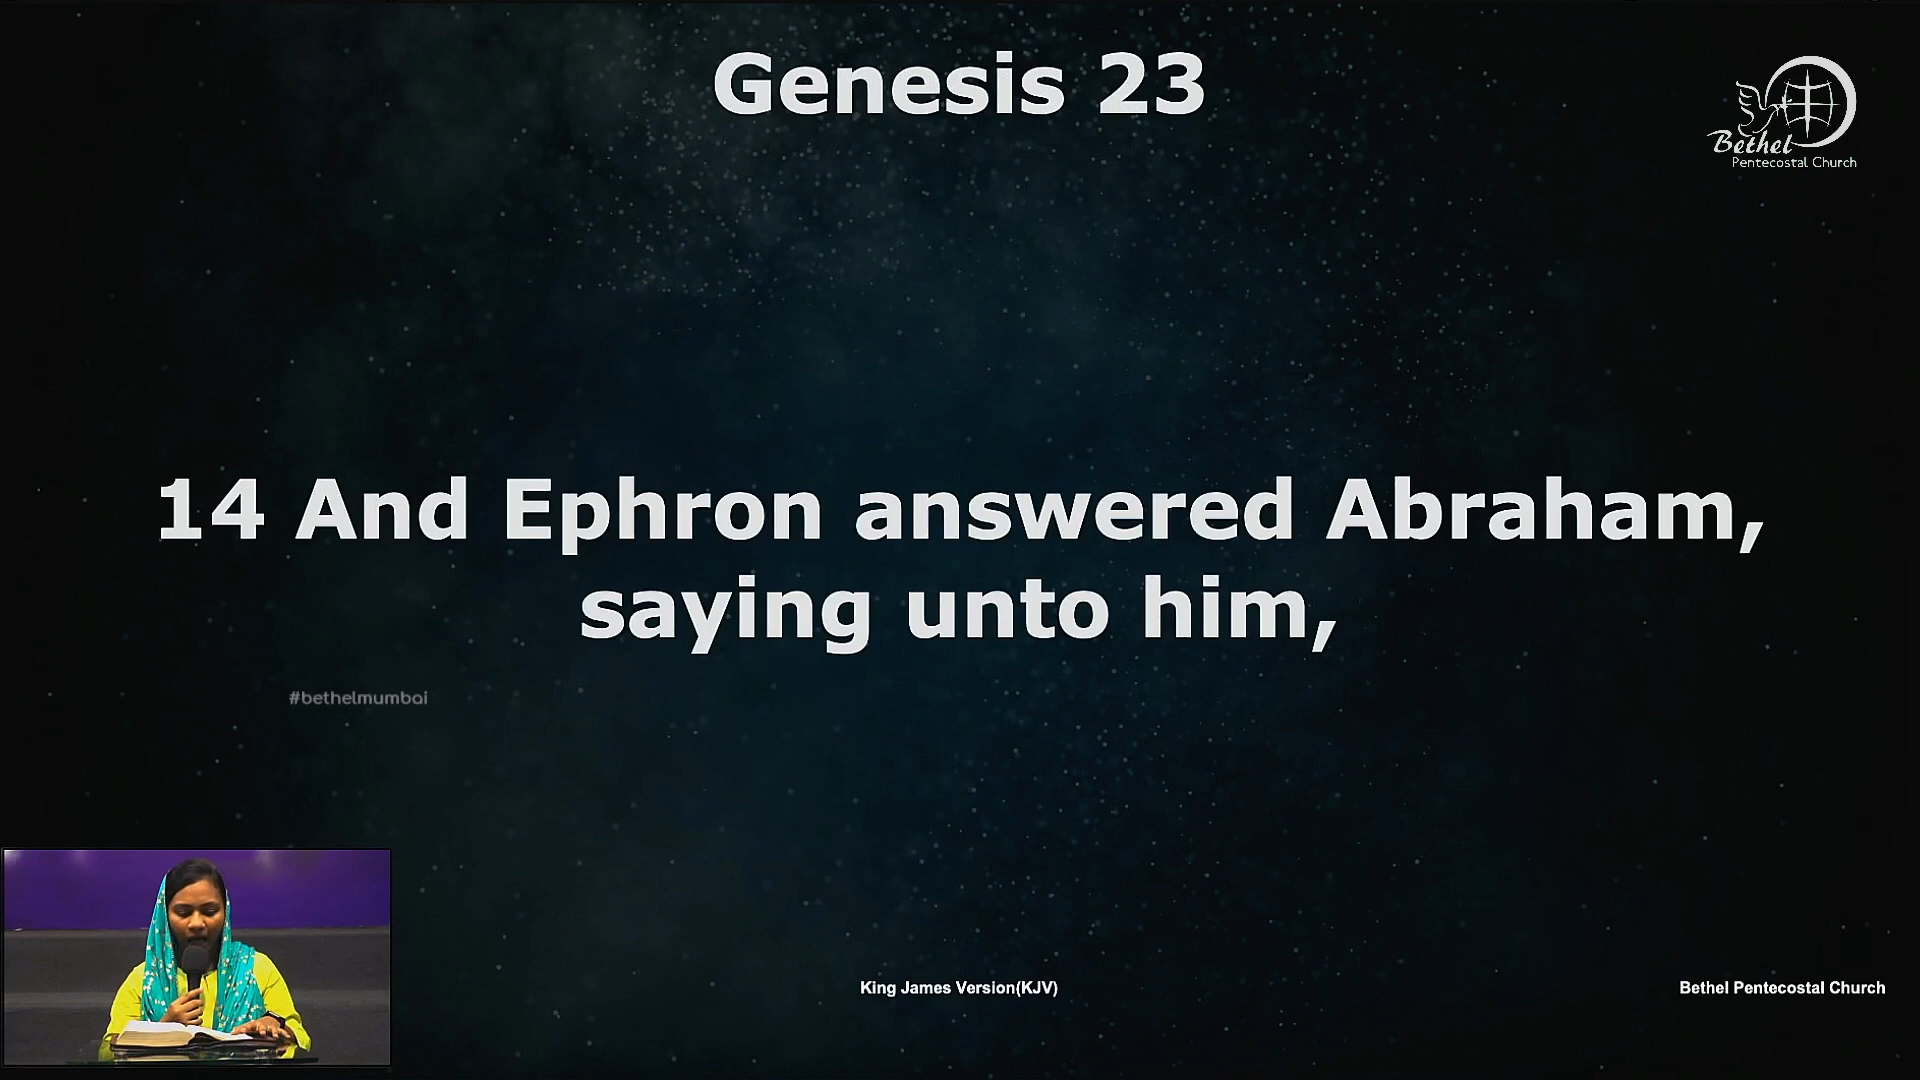 Genesis 23
Bethel
Pentecostal Church
14 And Ephron answered Abraham,
saying unto him,
#bethelmumbai
King James Version(KJV)
Bethel Pentecostal Church